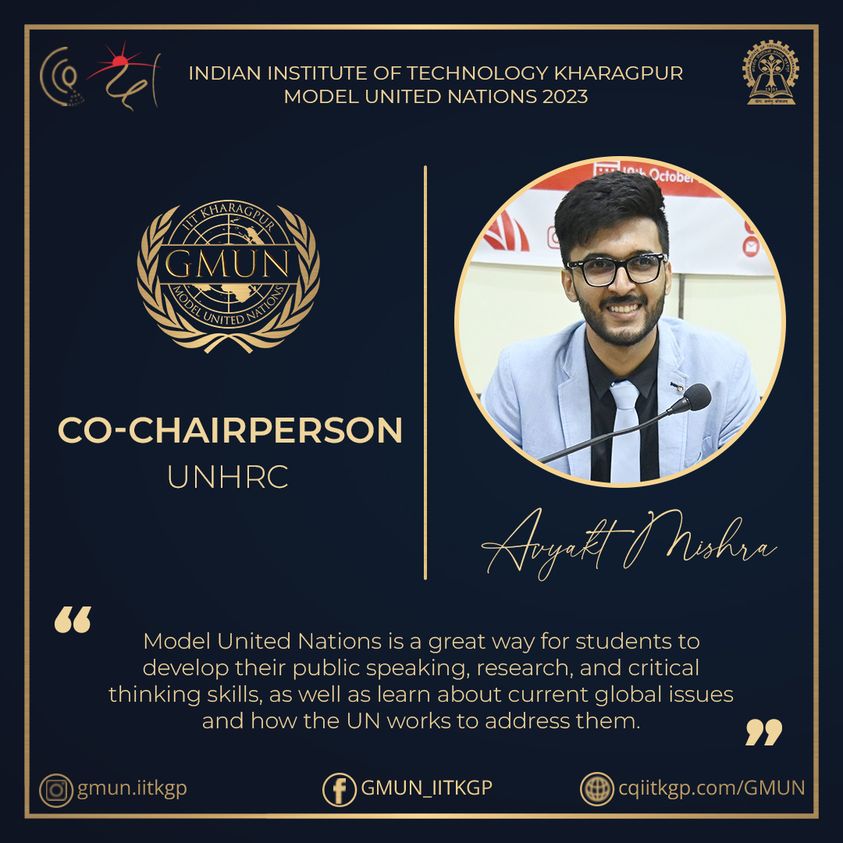 INDIAN INSTITUTE OF TECHNOLOGY KHARAGPUR
MODEL UNITED NATIONS 2023
IIT KHARAGPUR
GMUN
MODEL UNITED NATIONS
19th October
CO-CHAIRPERSON
UNHRC
Avyakt Mishra
“
Model United Nations is a great way for students to
develop their public speaking, research, and critical
thinking skills, as well as learn about current global issues
and how the UN works to address them.
”
gmun.iitkgp
GMUN_IITKGP
cqiitkgp.com/GMUN